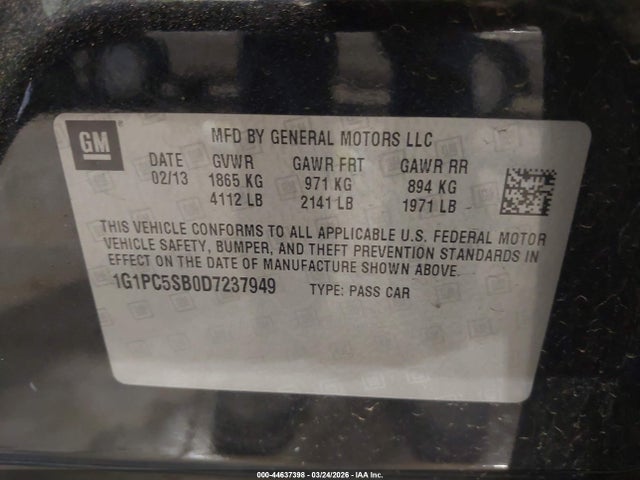 GM
MFD BY GENERAL MOTORS LLC
DATE GVWR GAWR FRT GAWR RR
02/13 1865 KG 971 KG 894 KG
4112 LB 2141 LB 1971 LB
THIS VEHICLE CONFORMS TO ALL APPLICABLE U.S. FEDERAL MOTOR
VEHICLE SAFETY, BUMPER, AND THEFT PREVENTION STANDARDS IN
EFFECT ON THE DATE OF MANUFACTURE SHOWN ABOVE.
1G1PC5SB0D7237949 TYPE: PASS CAR
000-44637398 - 03/24/2026 - IAA Inc.